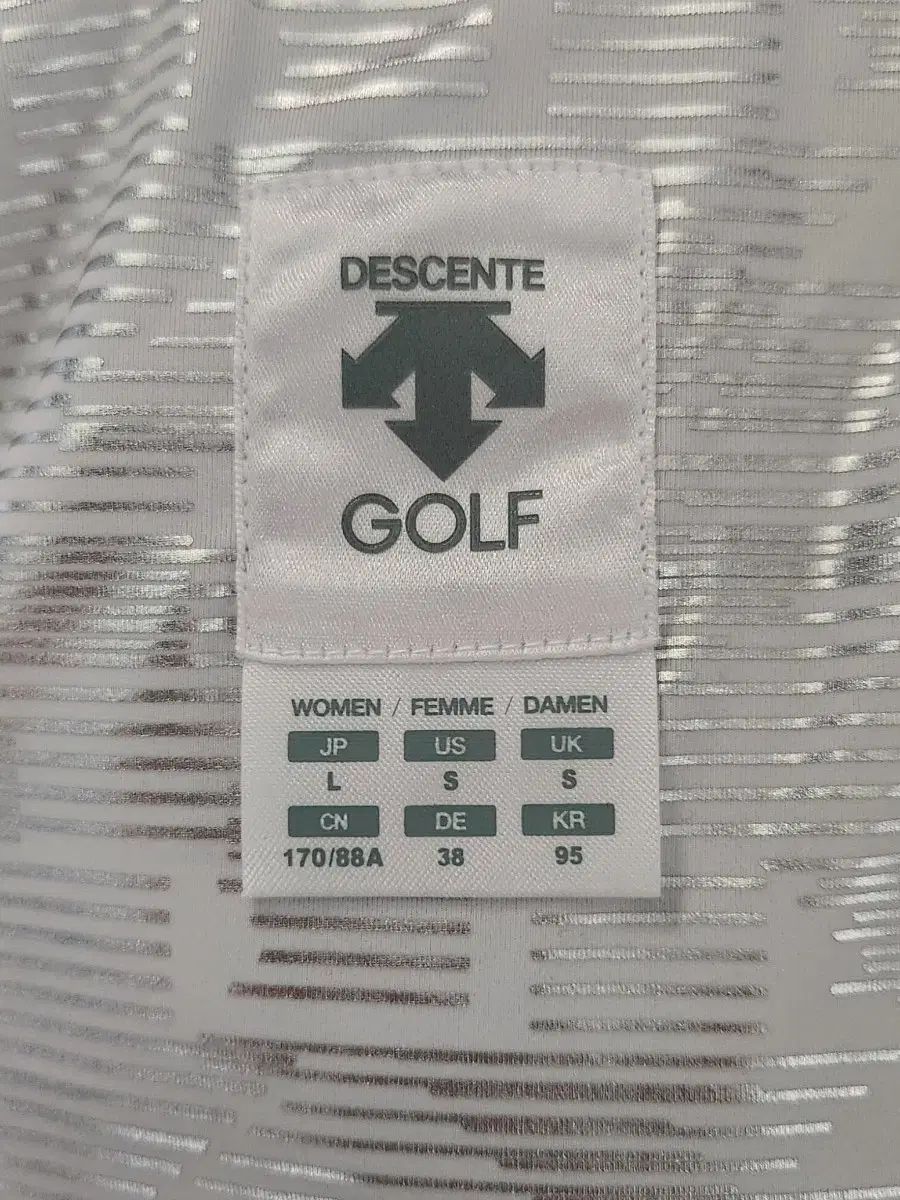 DESCENTE
GOLF
WOMEN / FEMME / DAMEN
JP US UK
L S S
CN DE KR
170/88A 38 95